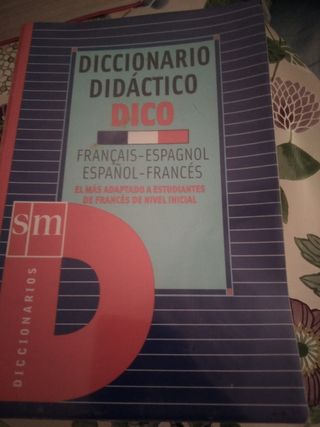 DICCIONARIO
DIDÁCTICO
DICO
FRANÇAIS-ESPAGNOL
ESPAÑOL-FRANCÉS
EL MÁS ADAPTADO A ESTUDIANTES
DE FRANCÉS DE NIVEL INICIAL
sm
DICCIONARIOS
D